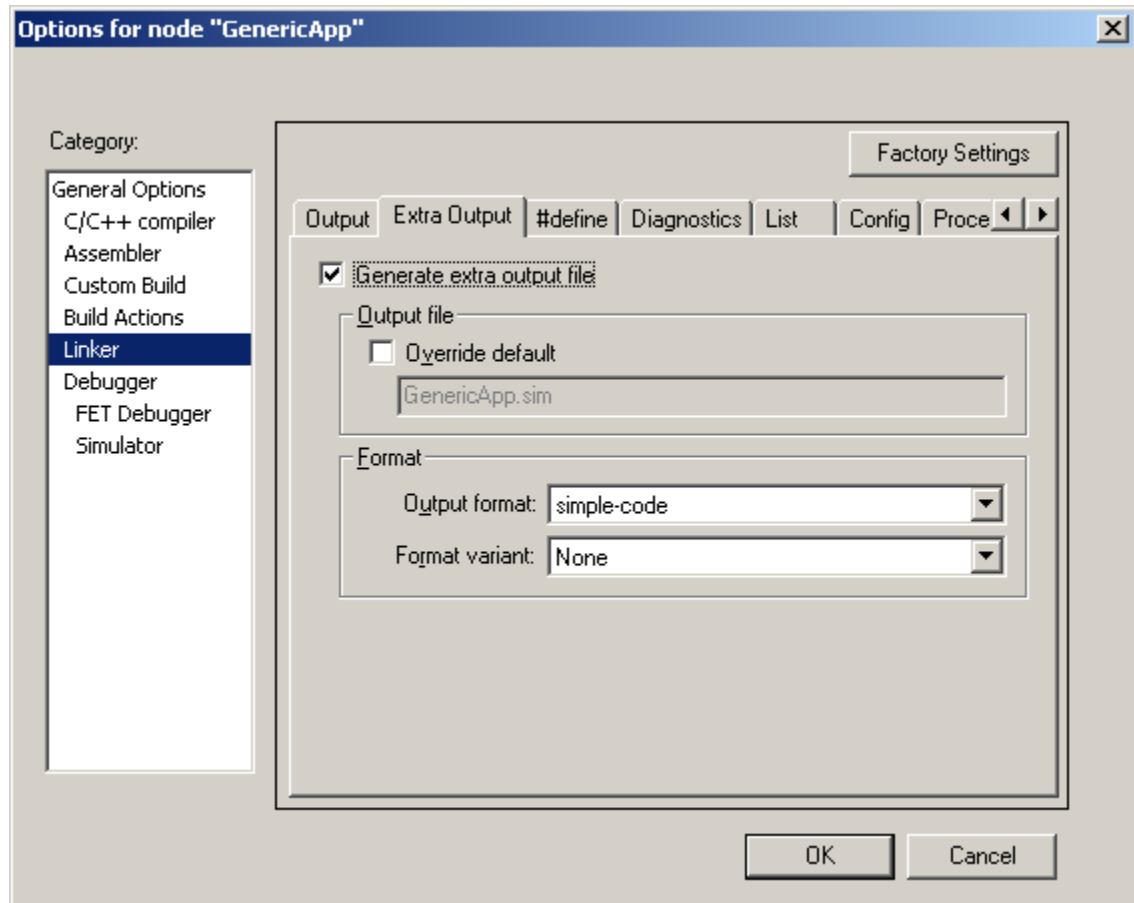 Options for node "GenericApp"
Category:
Factory Settings
General Options
C/C++ compiler
Assembler
Custom Build
Build Actions
Linker
Debugger
FET Debugger
Simulator
Output Extra Output #define Diagnostics List Config Proce
Generate extra output file
Output file
Override default
GenericApp.sim
Format
Output format: simple-code
Format variant: None
OK Cancel